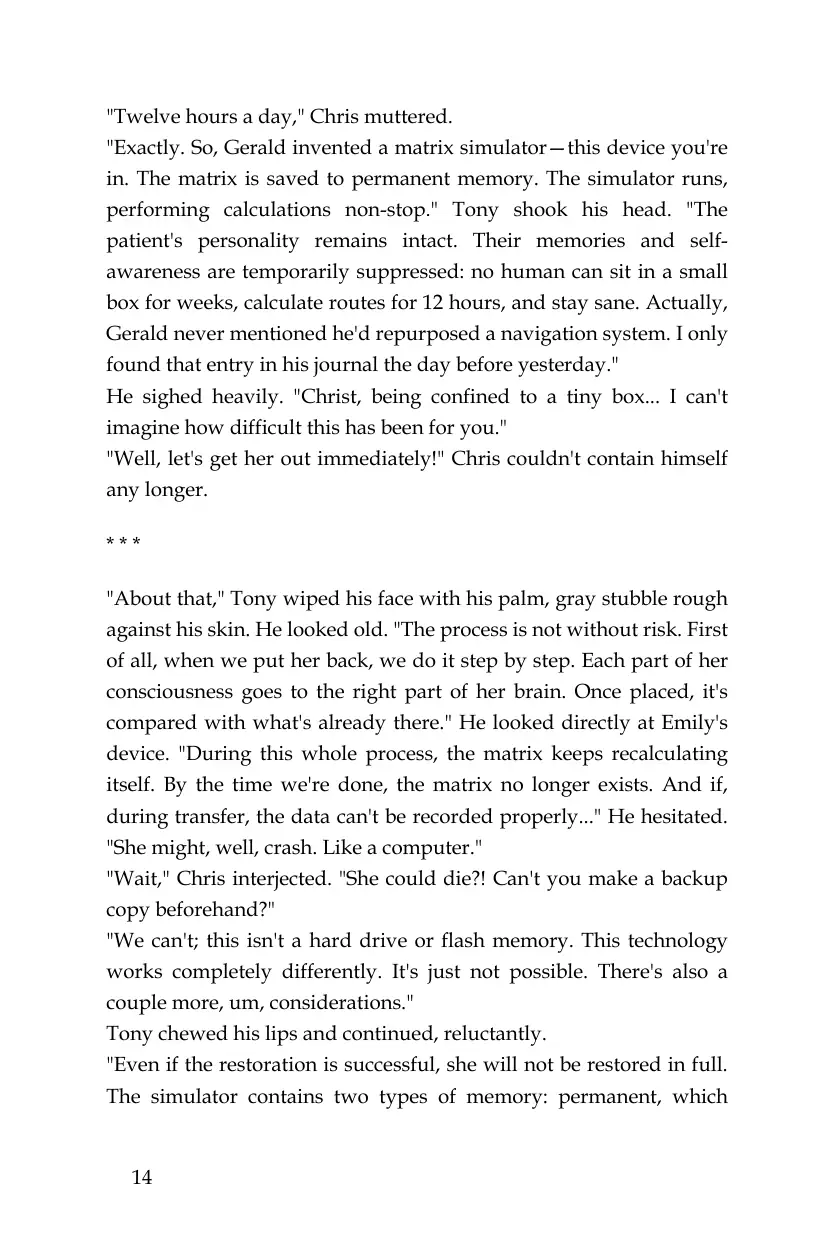 "Twelve hours a day," Chris muttered.
"Exactly. So, Gerald invented a matrix simulator—this device you're
in. The matrix is saved to permanent memory. The simulator runs,
performing calculations non-stop." Tony shook his head. "The
patient's personality remains intact. Their memories and self-
awareness are temporarily suppressed: no human can sit in a small
box for weeks, calculate routes for 12 hours, and stay sane. Actually,
Gerald never mentioned he'd repurposed a navigation system. I only
found that entry in his journal the day before yesterday."
He sighed heavily. "Christ, being confined to a tiny box... I can't
imagine how difficult this has been for you."
"Well, let's get her out immediately!" Chris couldn't contain himself
any longer.
* * *
"About that," Tony wiped his face with his palm, gray stubble rough
against his skin. He looked old. "The process is not without risk. First
of all, when we put her back, we do it step by step. Each part of her
consciousness goes to the right part of her brain. Once placed, it's
compared with what's already there." He looked directly at Emily's
device. "During this whole process, the matrix keeps recalculating
itself. By the time we're done, the matrix no longer exists. And if,
during transfer, the data can't be recorded properly..." He hesitated.
"She might, well, crash. Like a computer."
"Wait," Chris interjected. "She could die?! Can't you make a backup
copy beforehand?"
"We can't; this isn't a hard drive or flash memory. This technology
works completely differently. It's just not possible. There's also a
couple more, um, considerations."
Tony chewed his lips and continued, reluctantly.
"Even if the restoration is successful, she will not be restored in full.
The simulator contains two types of memory: permanent, which
14